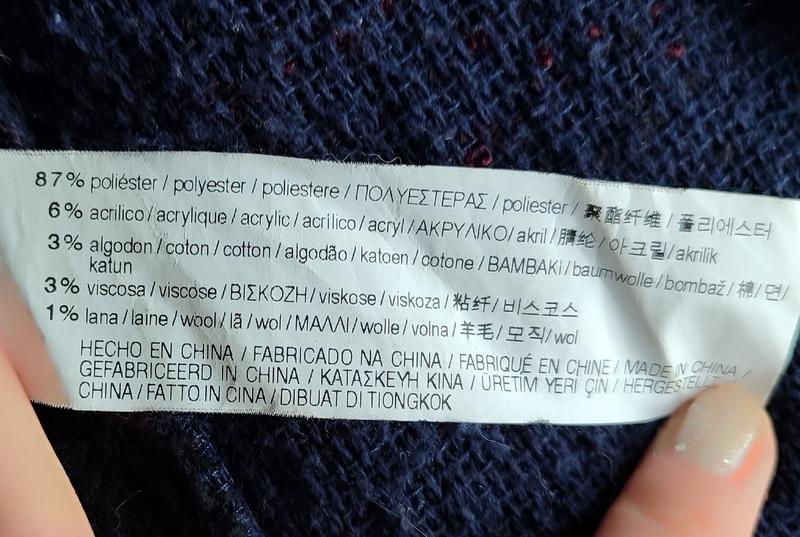 87% poliéster / polyester / poliestere / ΠΟΛΥΕΣΤΕΡΑΣ / poliester / 聚酯纤维 / 폴리에스터
6% acrilico / acrylique / acrylic / acrílico / acryl / ΑΚΡΥΛΙΚΟ / akril / 腈纶 / 아크릴 / akrilik
3% algodon / coton / cotton / algodão / katoen / cotone / BAMBAKI / baumwolle / bombaž / 棉 / 면 /
katun
3% viscosa / viscose / ΒΙΣΚΟΖΗ / viskose / viskoza / 粘纤 / 비스코스
1% lana / laine / wool / lã / wol / ΜΑΛΛΙ / wolle / volna / 羊毛 / 모직 / wol
HECHO EN CHINA / FABRICADO NA CHINA / FABRIQUÉ EN CHINE / MADE IN CHINA /
GEFABRICEERD IN CHINA / ΚΑΤΑΣΚΕΥΗ ΚΙΝΑ / ÜRETIM YERI ÇIN / HERGESTELLT IN
CHINA / FATTO IN CINA / DIBUAT DI TIONGKOK